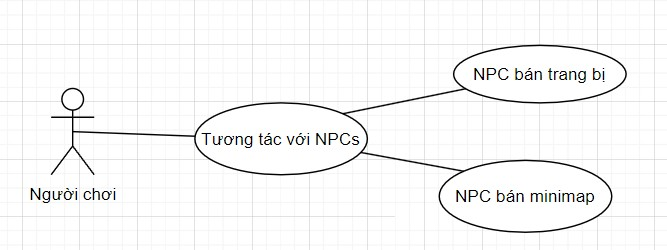 NPC bán trang bị
Tương tác với NPCs
Người chơi
NPC bán minimap